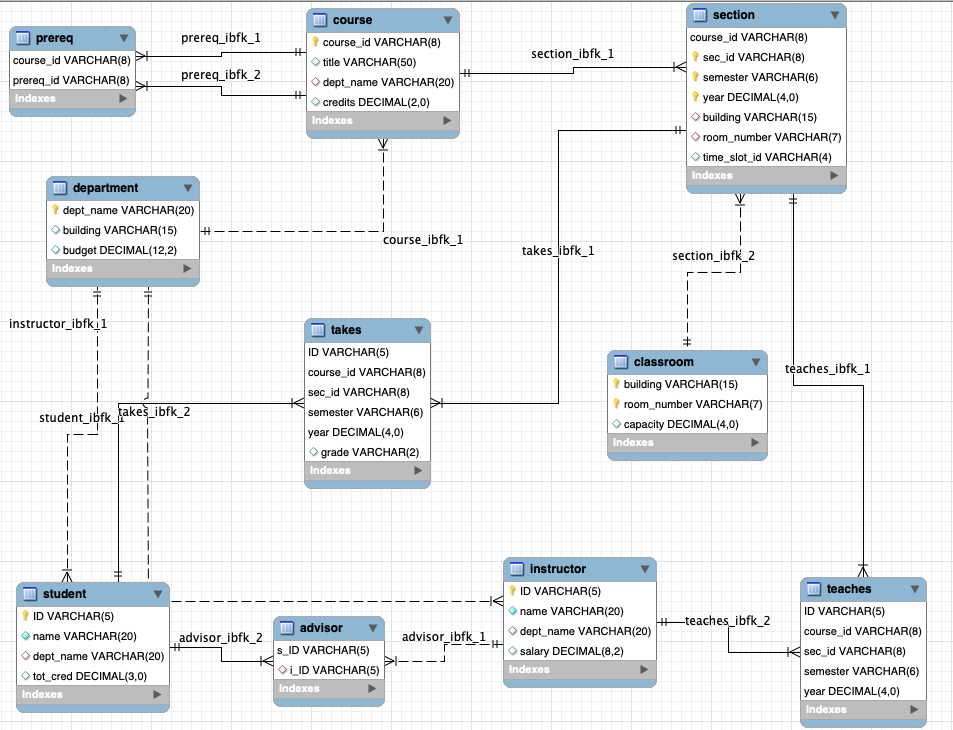 prereq
course_id VARCHAR(8)
prereq_id VARCHAR(8)
Indexes
prereq_ibfk_1
prereq_ibfk_2
course
course_id VARCHAR(8)
title VARCHAR(50)
dept_name VARCHAR(20)
credits DECIMAL(2,0)
Indexes
section_ibfk_1
section
course_id VARCHAR(8)
sec_id VARCHAR(8)
semester VARCHAR(6)
year DECIMAL(4,0)
building VARCHAR(15)
room_number VARCHAR(7)
time_slot_id VARCHAR(4)
Indexes
department
dept_name VARCHAR(20)
building VARCHAR(15)
budget DECIMAL(12,2)
Indexes
course_ibfk_1
takes_ibfk_1
section_ibfk_2
instructor_ibfk_1
student_ibfk_1
takes_ibfk_2
takes
ID VARCHAR(5)
course_id VARCHAR(8)
sec_id VARCHAR(8)
semester VARCHAR(6)
year DECIMAL(4,0)
grade VARCHAR(2)
Indexes
classroom
building VARCHAR(15)
room_number VARCHAR(7)
capacity DECIMAL(4,0)
Indexes
teaches_ibfk_1
student
ID VARCHAR(5)
name VARCHAR(20)
dept_name VARCHAR(20)
tot_cred DECIMAL(3,0)
Indexes
advisor_ibfk_2
advisor
s_ID VARCHAR(5)
i_ID VARCHAR(5)
Indexes
advisor_ibfk_1
instructor
ID VARCHAR(5)
name VARCHAR(20)
dept_name VARCHAR(20)
salary DECIMAL(8,2)
Indexes
teaches_ibfk_2
teaches
ID VARCHAR(5)
course_id VARCHAR(8)
sec_id VARCHAR(8)
semester VARCHAR(6)
year DECIMAL(4,0)
Indexes